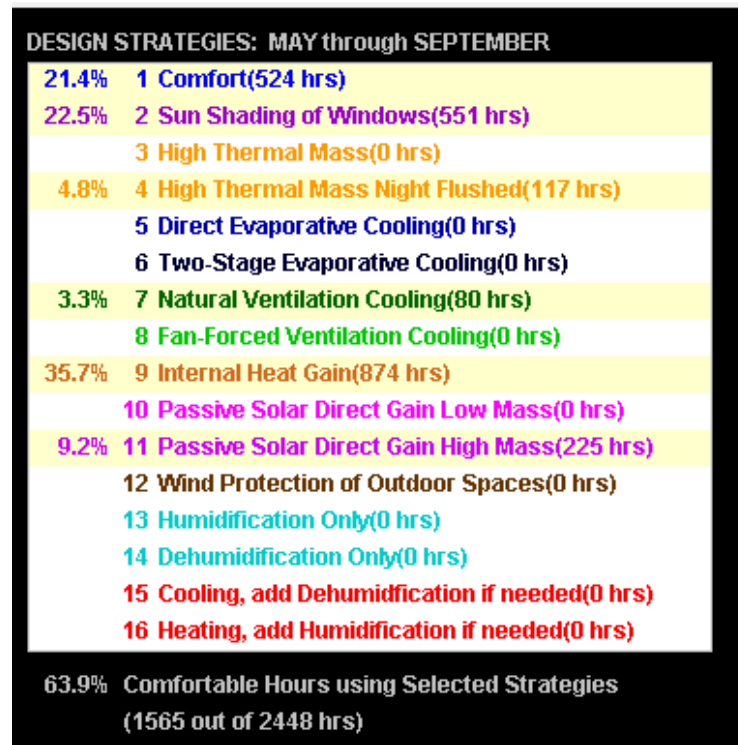 DESIGN STRATEGIES: MAY through SEPTEMBER
21.4% 1 Comfort(524 hrs)
22.5% 2 Sun Shading of Windows(551 hrs)
3 High Thermal Mass(0 hrs)
4.8% 4 High Thermal Mass Night Flushed(117 hrs)
5 Direct Evaporative Cooling(0 hrs)
6 Two-Stage Evaporative Cooling(0 hrs)
3.3% 7 Natural Ventilation Cooling(80 hrs)
8 Fan-Forced Ventilation Cooling(0 hrs)
35.7% 9 Internal Heat Gain(874 hrs)
10 Passive Solar Direct Gain Low Mass(0 hrs)
9.2% 11 Passive Solar Direct Gain High Mass(225 hrs)
12 Wind Protection of Outdoor Spaces(0 hrs)
13 Humidification Only(0 hrs)
14 Dehumidification Only(0 hrs)
15 Cooling, add Dehumidfication if needed(0 hrs)
16 Heating, add Humidification if needed(0 hrs)
63.9% Comfortable Hours using Selected Strategies
(1565 out of 2448 hrs)